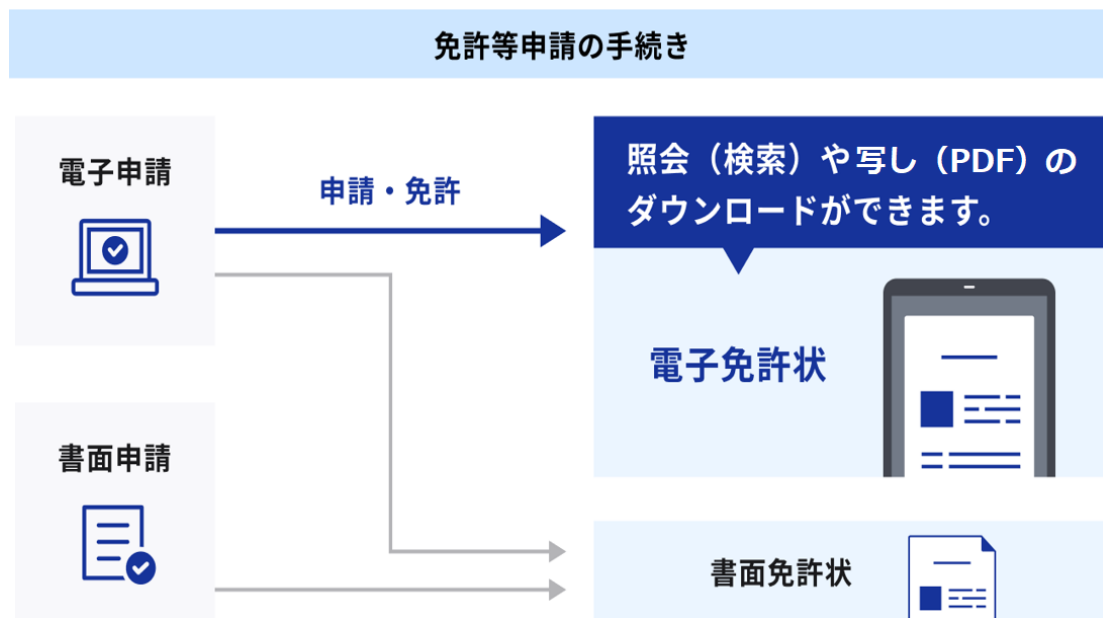 免許等申請の手続き
電子申請
申請・免許
照会（検索）や写し（PDF）の
ダウンロードができます。
電子免許状
書面申請
書面免許状